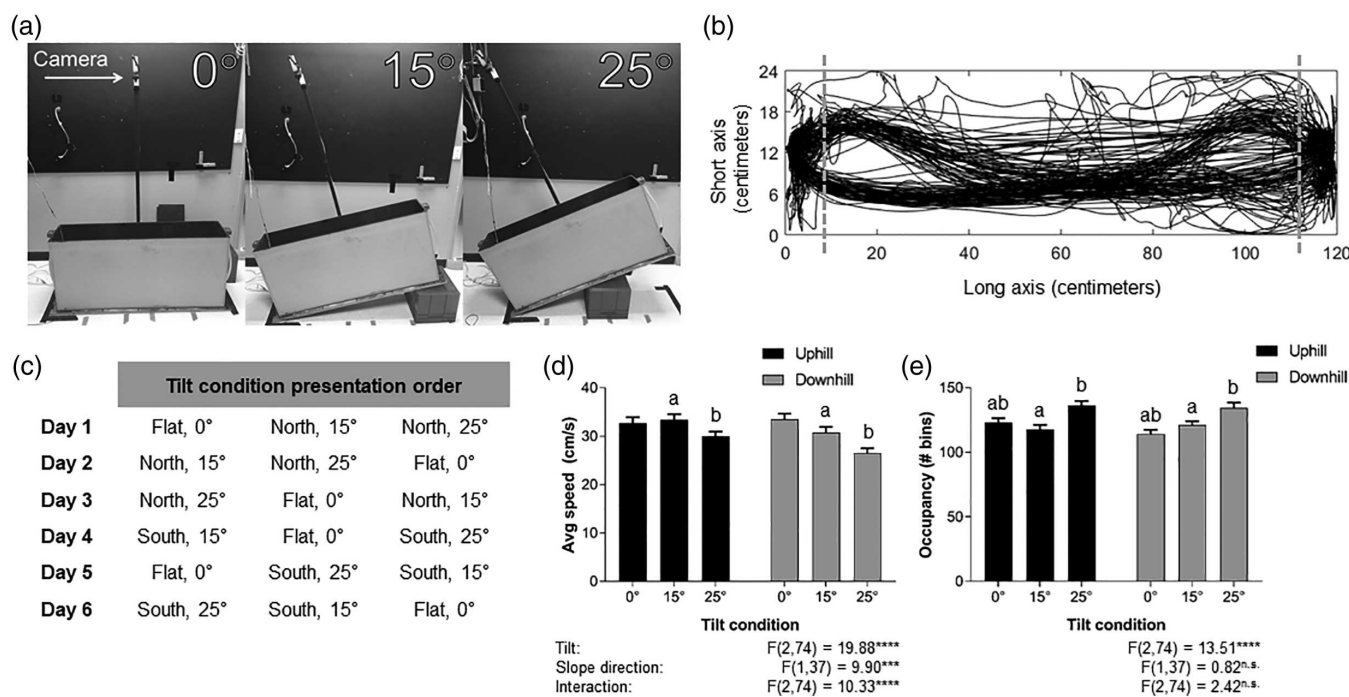 (a)
Camera
0°
15°
25°
(b)
Short axis
(centimeters)
24
18
12
6
0
0 20 40 60 80 100 120
Long axis (centimeters)
(c)
Tilt condition presentation order
Day 1 Flat, 0° North, 15° North, 25°
Day 2 North, 15° North, 25° Flat, 0°
Day 3 North, 25° Flat, 0° North, 15°
Day 4 South, 15° Flat, 0° South, 25°
Day 5 Flat, 0° South, 25° South, 15°
Day 6 South, 25° South, 15° Flat, 0°
(d)
Uphill
Downhill
Avg speed (cm/s)
40
30
20
10
0
a b a b
0° 15° 25° 0° 15° 25°
Tilt condition
Tilt: F(2,74) = 19.88****
Slope direction: F(1,37) = 9.90***
Interaction: F(2,74) = 10.33****
(e)
Uphill
Downhill
Occupancy (# bins)
150
100
50
0
ab a b ab a b
0° 15° 25° 0° 15° 25°
Tilt condition
F(2,74) = 13.51****
F(1,37) = 0.82n.s.
F(2,74) = 2.42n.s.